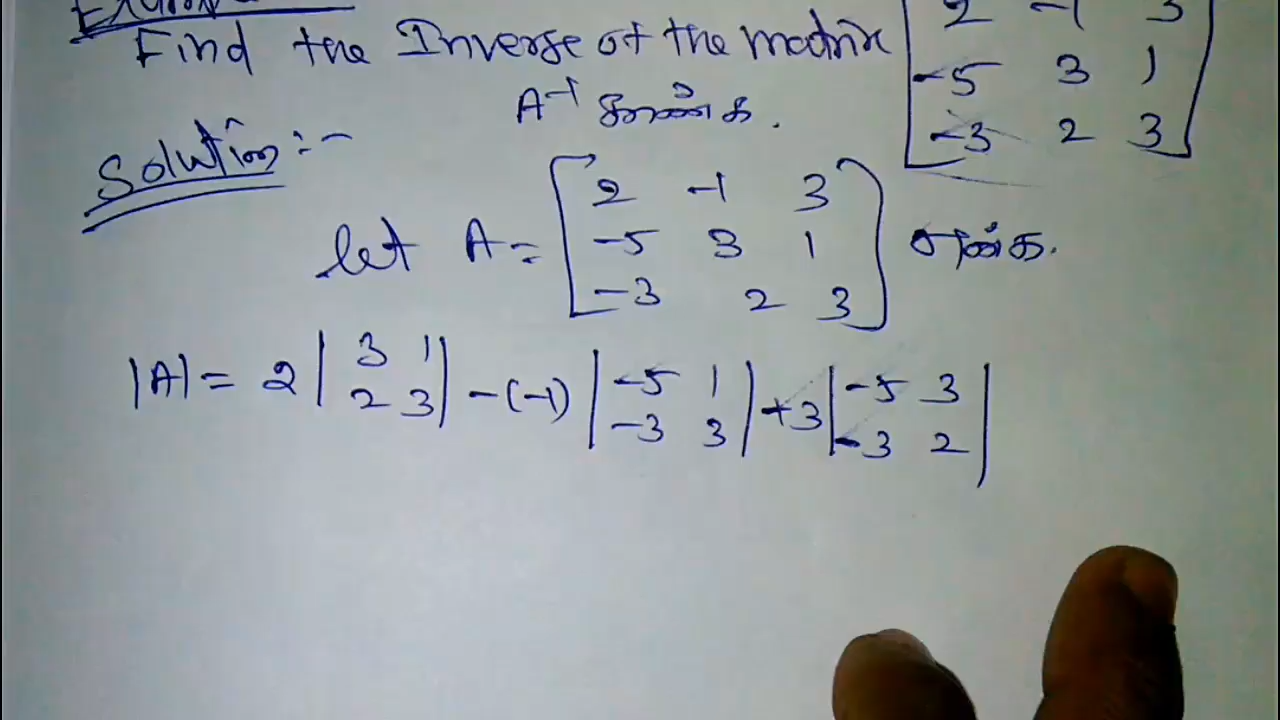 Find the Inverse of the matrix [2 -1 3
-5 3 1
-3 2 3]
A⁻¹ காண்க.
Solution:-
let A = [2 -1 3
-5 3 1
-3 2 3] என்க.
|A| = 2 |3 1
2 3| -(-1) |-5 1
-3 3| +3 |-5 3
-3 2|